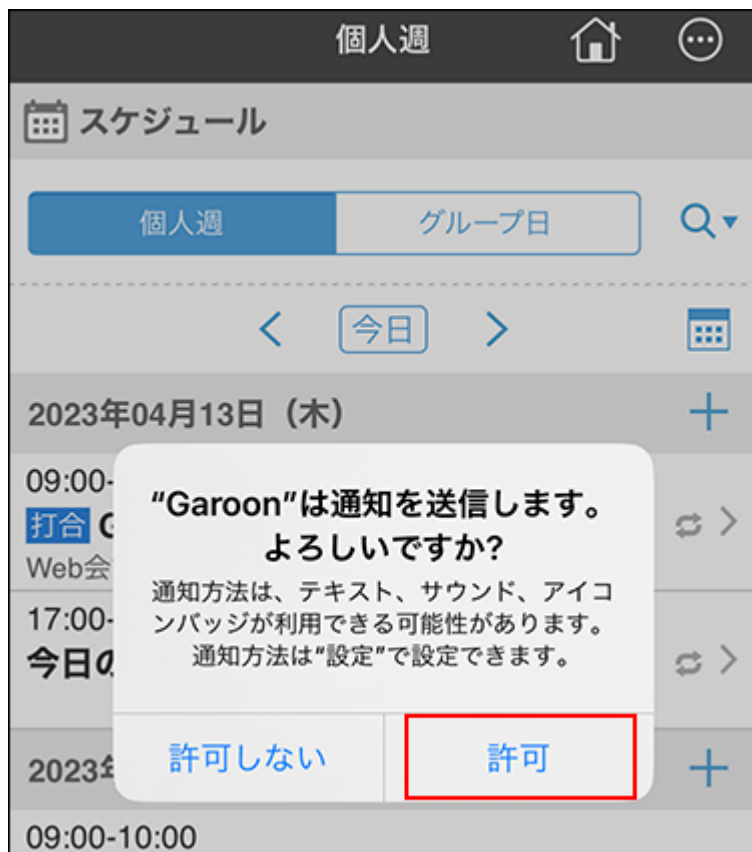 個人週
スケジュール
個人週 グループ日
今日
2023年04月13日（木）
09:00-
打合
Web会
“Garoon”は通知を送信します。
よろしいですか?
通知方法は、テキスト、サウンド、アイコ
ンバッジが利用できる可能性があります。
通知方法は“設定”で設定できます。
17:00-
今日の
許可しない 許可
2023年
09:00-10:00